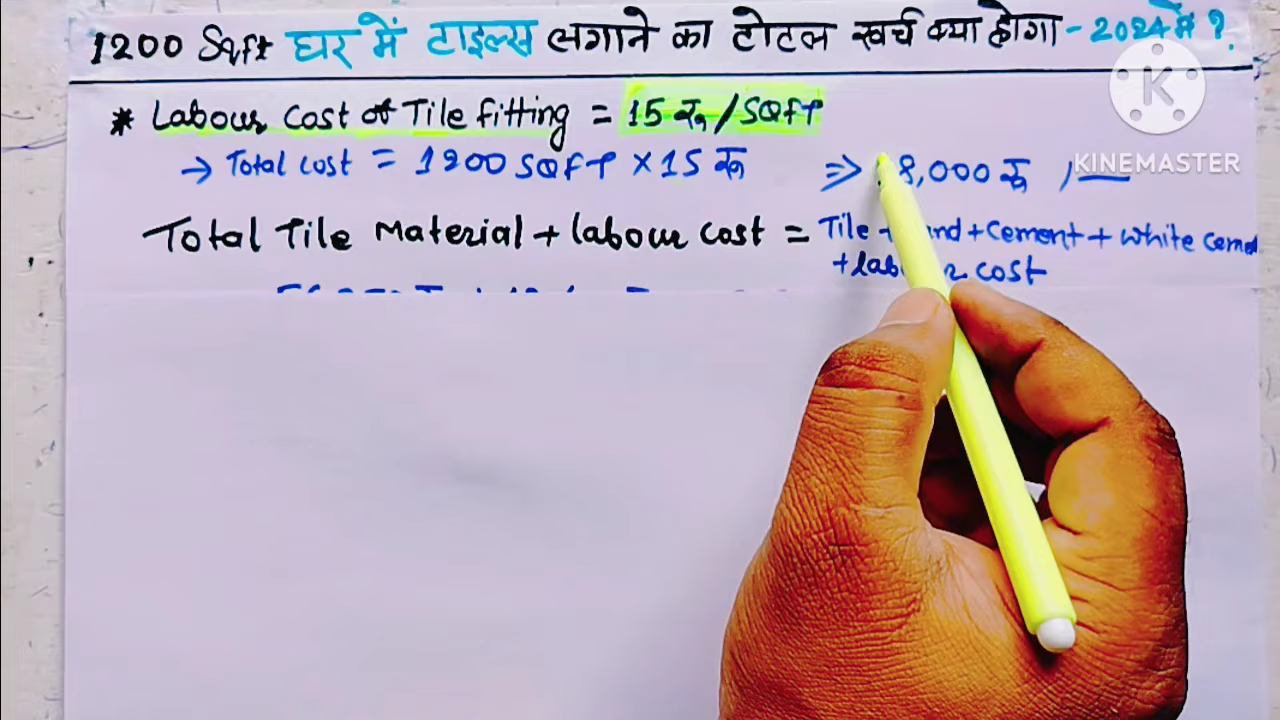 1200 Sqft घर में टाइल्स लगाने का टोटल खर्च क्या होगा - 2024 में ?
* Labour Cost of Tile Fitting = 15 रू / SQFT
→ Total cost = 1200 SQFT × 15 रू ⇒ 8,000 रू
KINEMASTER
Total Tile Material + labour cost = Tile + + Cement + white
+ cost